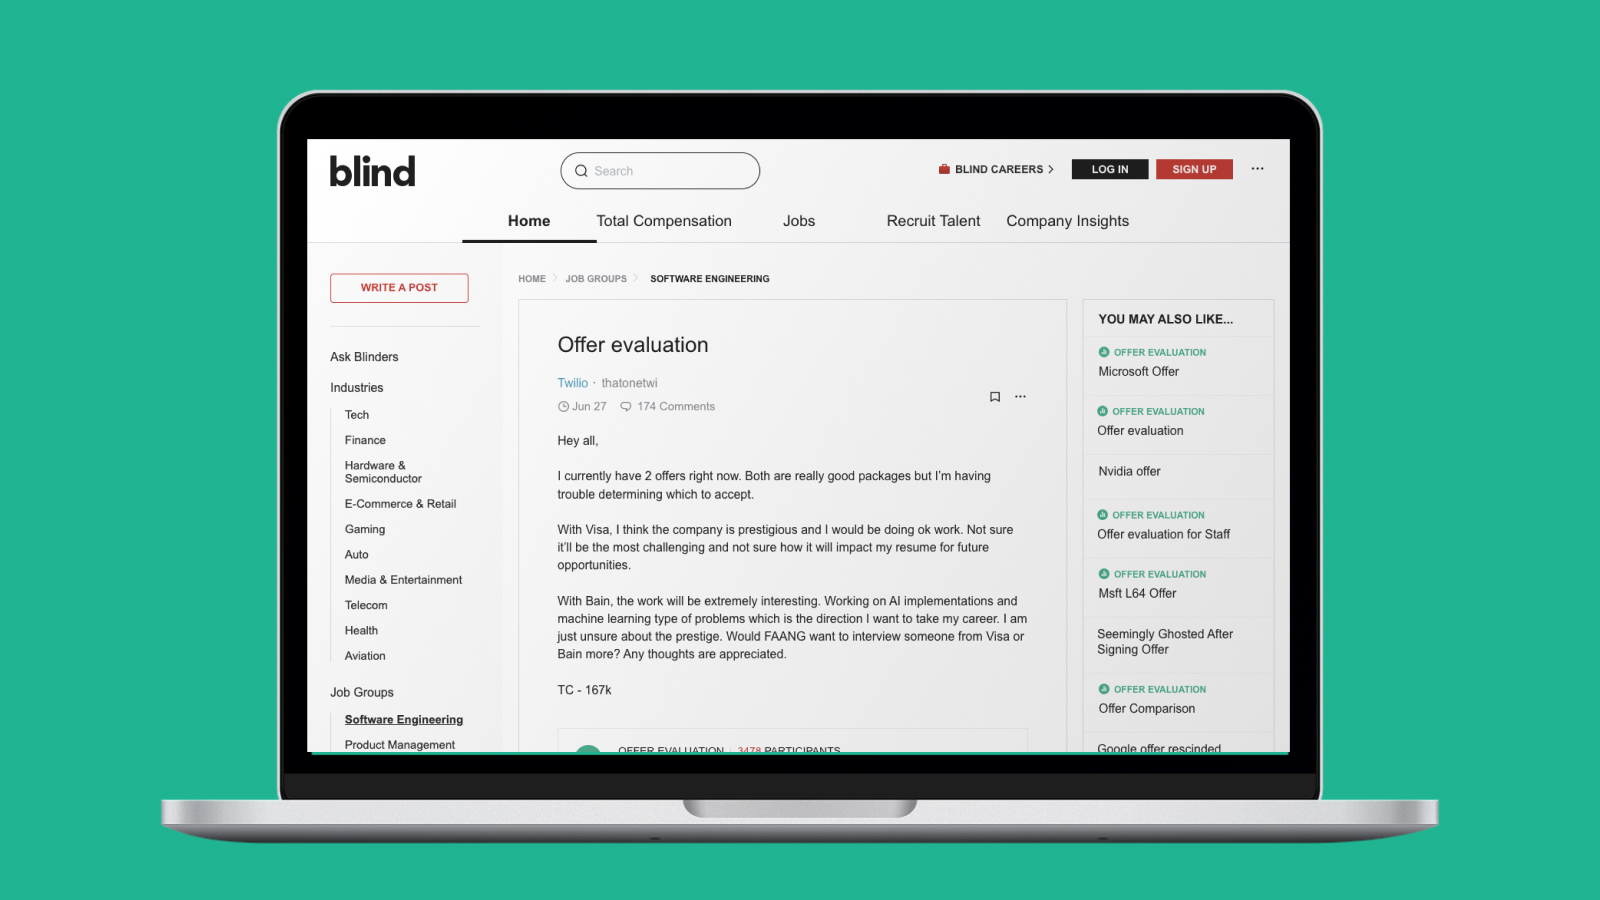 blind
Search
BLIND CAREERS
LOG IN
SIGN UP
Home
Total Compensation
Jobs
Recruit Talent
Company Insights
WRITE A POST
Ask Blinders
Industries
Tech
Finance
Hardware &
Semiconductor
E-Commerce & Retail
Gaming
Auto
Media & Entertainment
Telecom
Health
Aviation
Job Groups
Software Engineering
Product Management
HOME > JOB GROUPS > SOFTWARE ENGINEERING
Offer evaluation
Twilio · thatonetwi
Jun 27 174 Comments
Hey all,
I currently have 2 offers right now. Both are really good packages but I'm having
trouble determining which to accept.
With Visa, I think the company is prestigious and I would be doing ok work. Not sure
it'll be the most challenging and not sure how it will impact my resume for future
opportunities.
With Bain, the work will be extremely interesting. Working on AI implementations and
machine learning type of problems which is the direction I want to take my career. I am
just unsure about the prestige. Would FAANG want to interview someone from Visa or
Bain more? Any thoughts are appreciated.
TC - 167k
OFFER EVALUATION | 3478 PARTICIPANTS
YOU MAY ALSO LIKE...
OFFER EVALUATION
Microsoft Offer
OFFER EVALUATION
Offer evaluation
Nvidia offer
OFFER EVALUATION
Offer evaluation for Staff
OFFER EVALUATION
Msft L64 Offer
Seemingly Ghosted After
Signing Offer
OFFER EVALUATION
Offer Comparison
Google offer rescinded